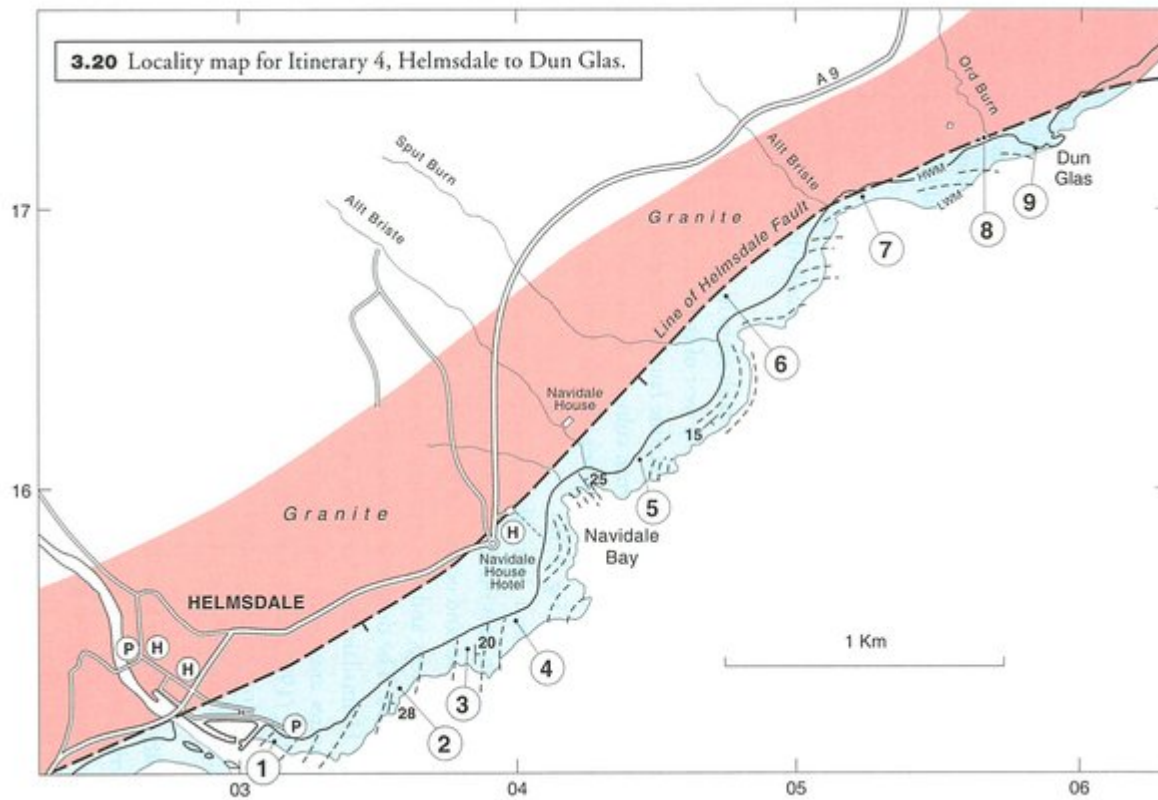 3.20 Locality map for Itinerary 4, Helmsdale to Dun Glas.
A 9
Ord Burn
Sput Burn
Allt Briste
Allt Briste
HWM
LWM
Dun
Glas
17
Granite
9
8
7
Line of Helmsdale Fault
6
Navidale
House
15
16
25
5
Granite
H
Navidale
Bay
Navidale
House
Hotel
HELMSDALE
P
H
H
20
4
1 Km
3
28
2
P
1
03
04
05
06